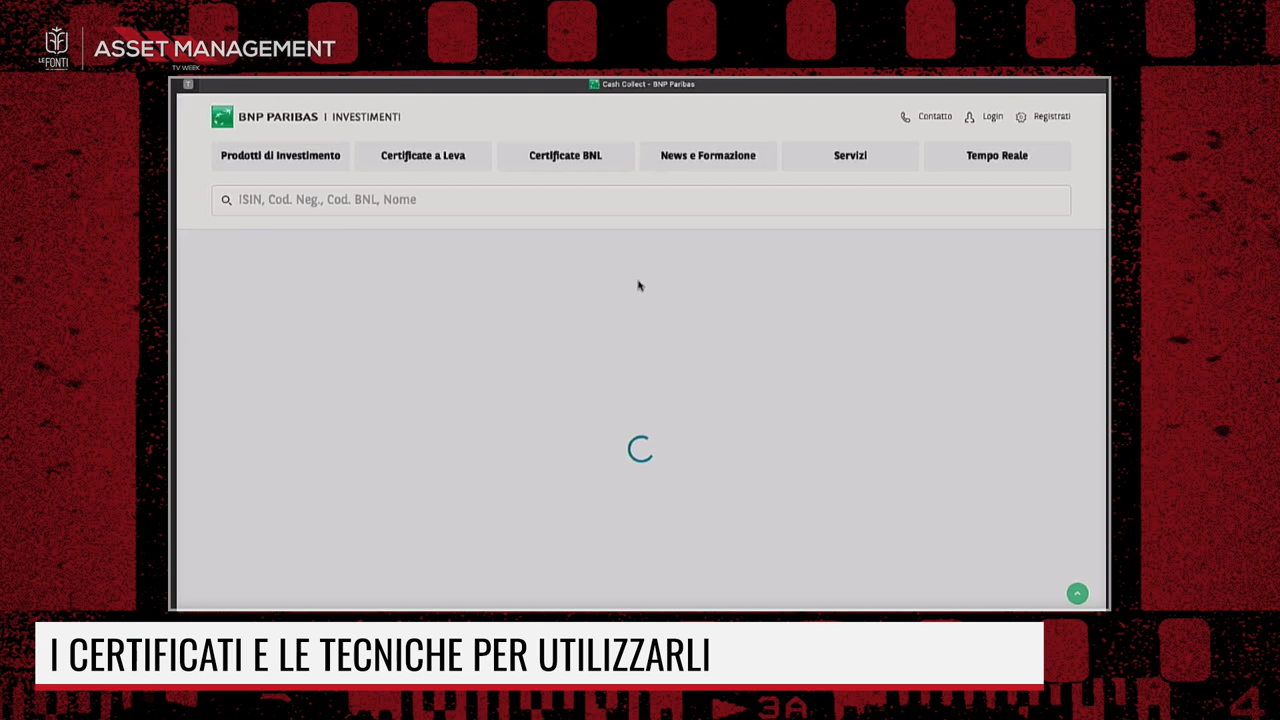 LE FONTI
ASSET MANAGEMENT
TV WEEK
T
Cash Collect - BNP Paribas
BNP PARIBAS | INVESTIMENTI
Contatto
Login
Registrati
Prodotti di Investimento
Certificate a Leva
Certificate BNL
News e Formazione
Servizi
Tempo Reale
ISIN, Cod. Neg., Cod. BNL, Nome
I CERTIFICATI E LE TECNICHE PER UTILIZZARLI
3A
4